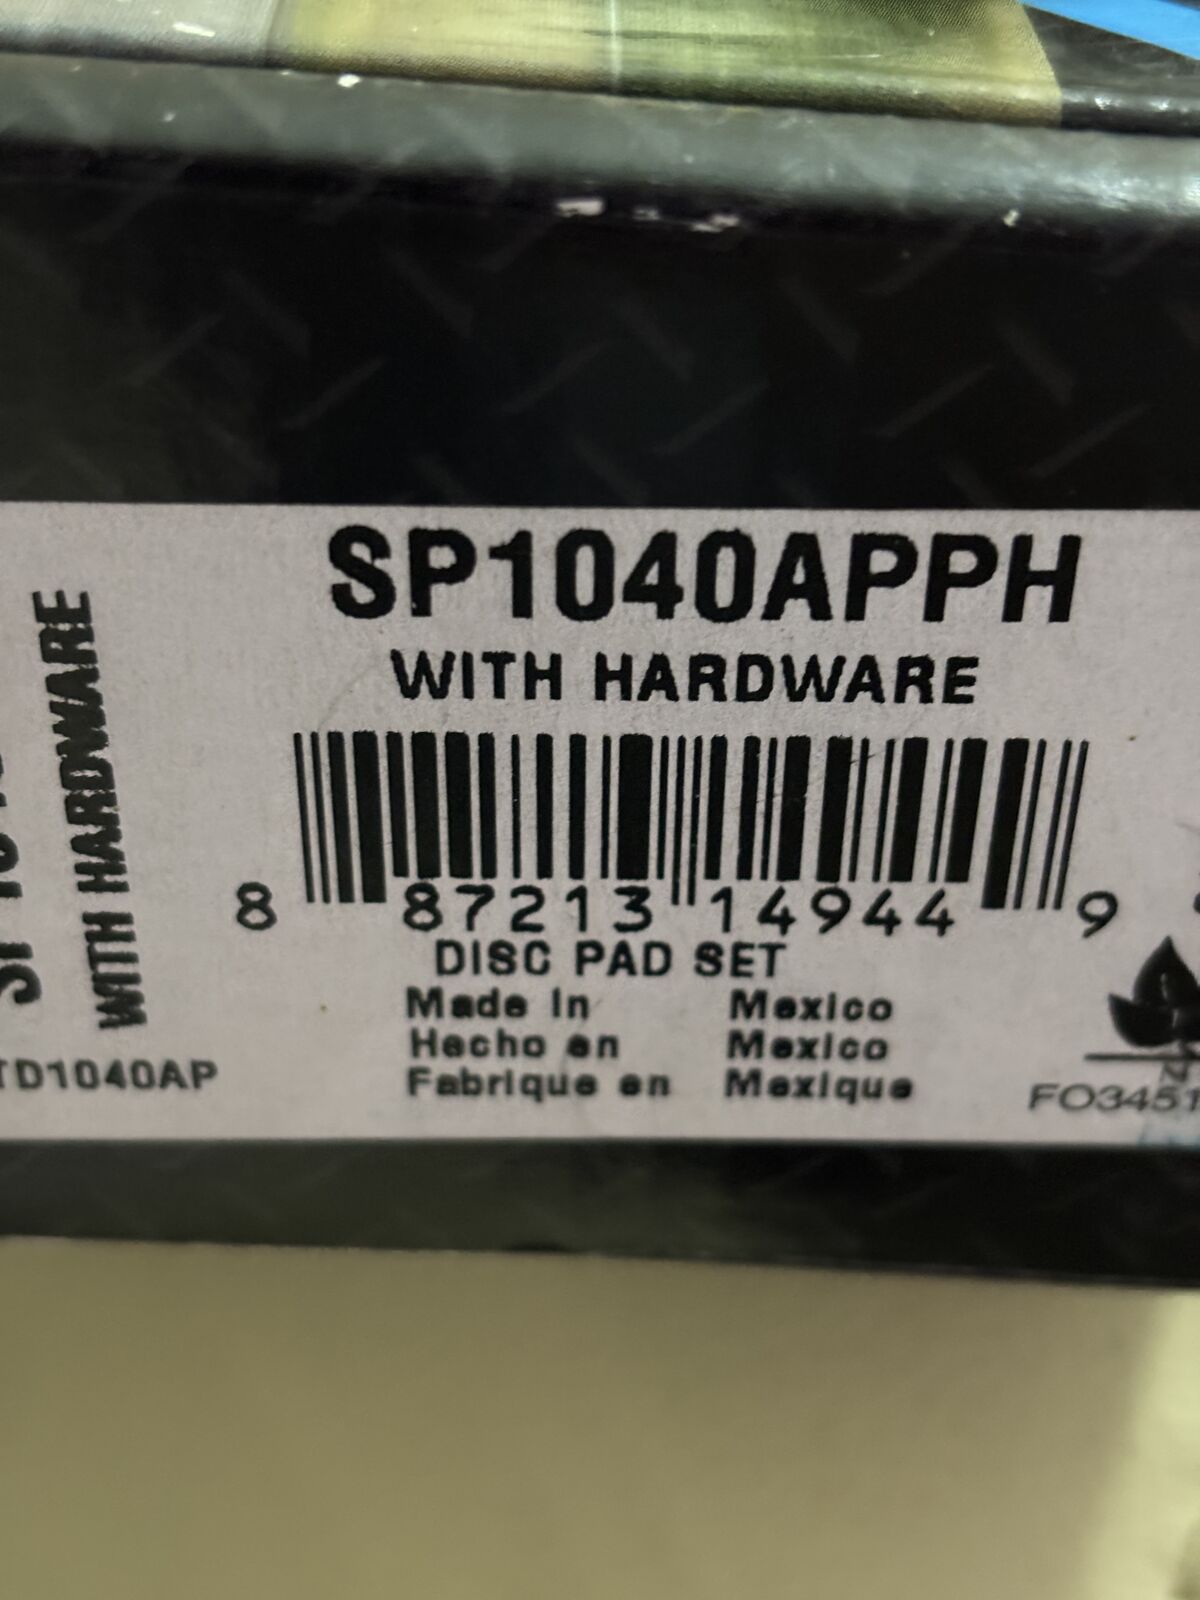 SP1040APPH
WITH HARDWARE
8 87213 14944 9
DISC PAD SET
Made in Mexico
Hecho en Mexico
Fabrique en Mexique
WITH HARDWARE
TD1040AP
FO3451